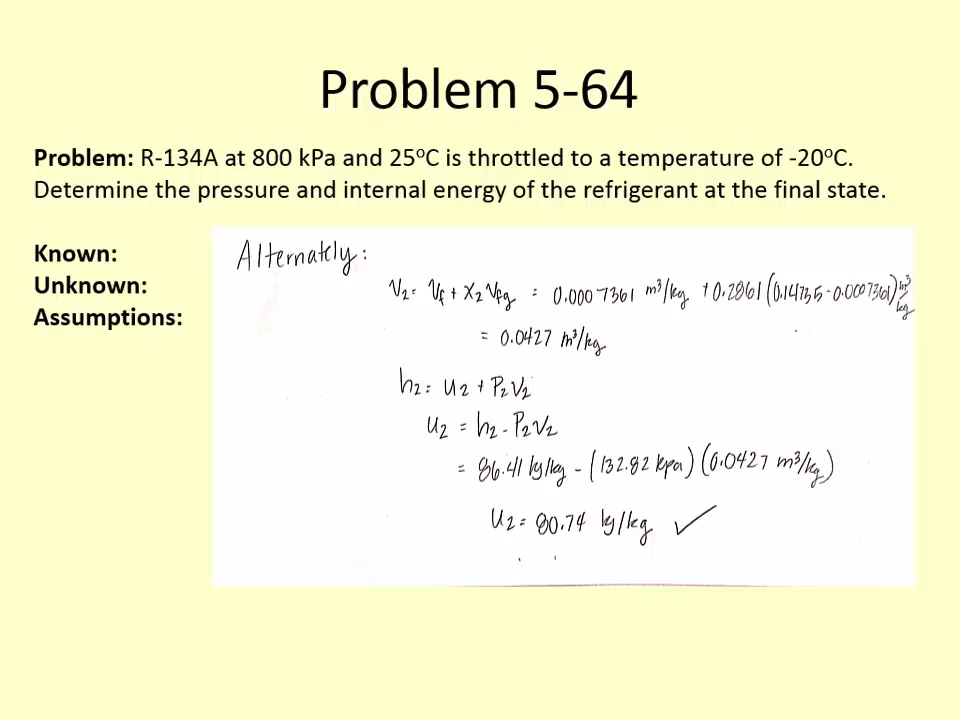 Problem 5-64
Problem: R-134A at 800 kPa and 25°C is throttled to a temperature of -20°C.
Determine the pressure and internal energy of the refrigerant at the final state.
Known:
Unknown:
Assumptions:
Alternately:
V2 = Vf + X2 Vfg = 0.0007361 m³/kg + 0.2861 (0.14735 - 0.0007361) m³/kg
= 0.0427 m³/kg
h2 = u2 + P2V2
u2 = h2 - P2V2
= 86.41 kJ/kg - (132.82 kPa) (0.0427 m³/kg)
u2 = 80.74 kJ/kg ✓